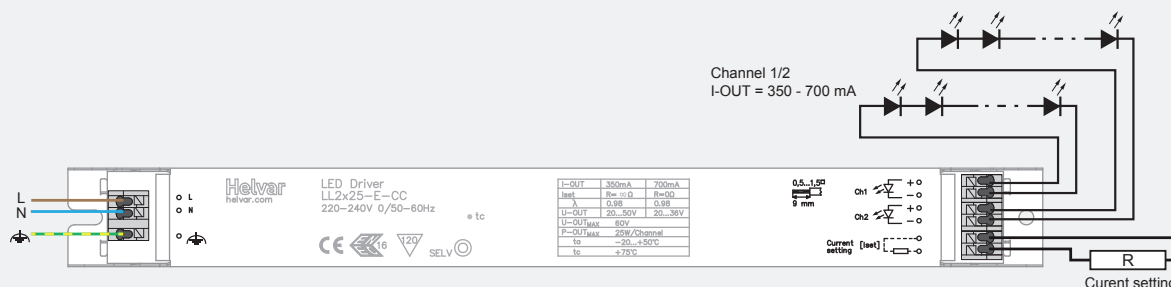 Channel 1/2
I-OUT = 350 - 700 mA
L
N
L
N
Helvar
helvar.com
LED Driver
LL2x25-E-CC
220-240V 0/50-60Hz
tc
16
120
SELV
I-OUT 350mA 700mA
Iset R= ∞ Ω R=0Ω
λ 0.98 0.98
U-OUT 20...50V 20...36V
U-OUTMAX 60V
P-OUTMAX 25W/Channel
ta -20...+50°C
tc +75°C
0,5...1,5
9 mm
Ch1 + -
Ch2 + -
Current setting [Iset]
R
Curent setting